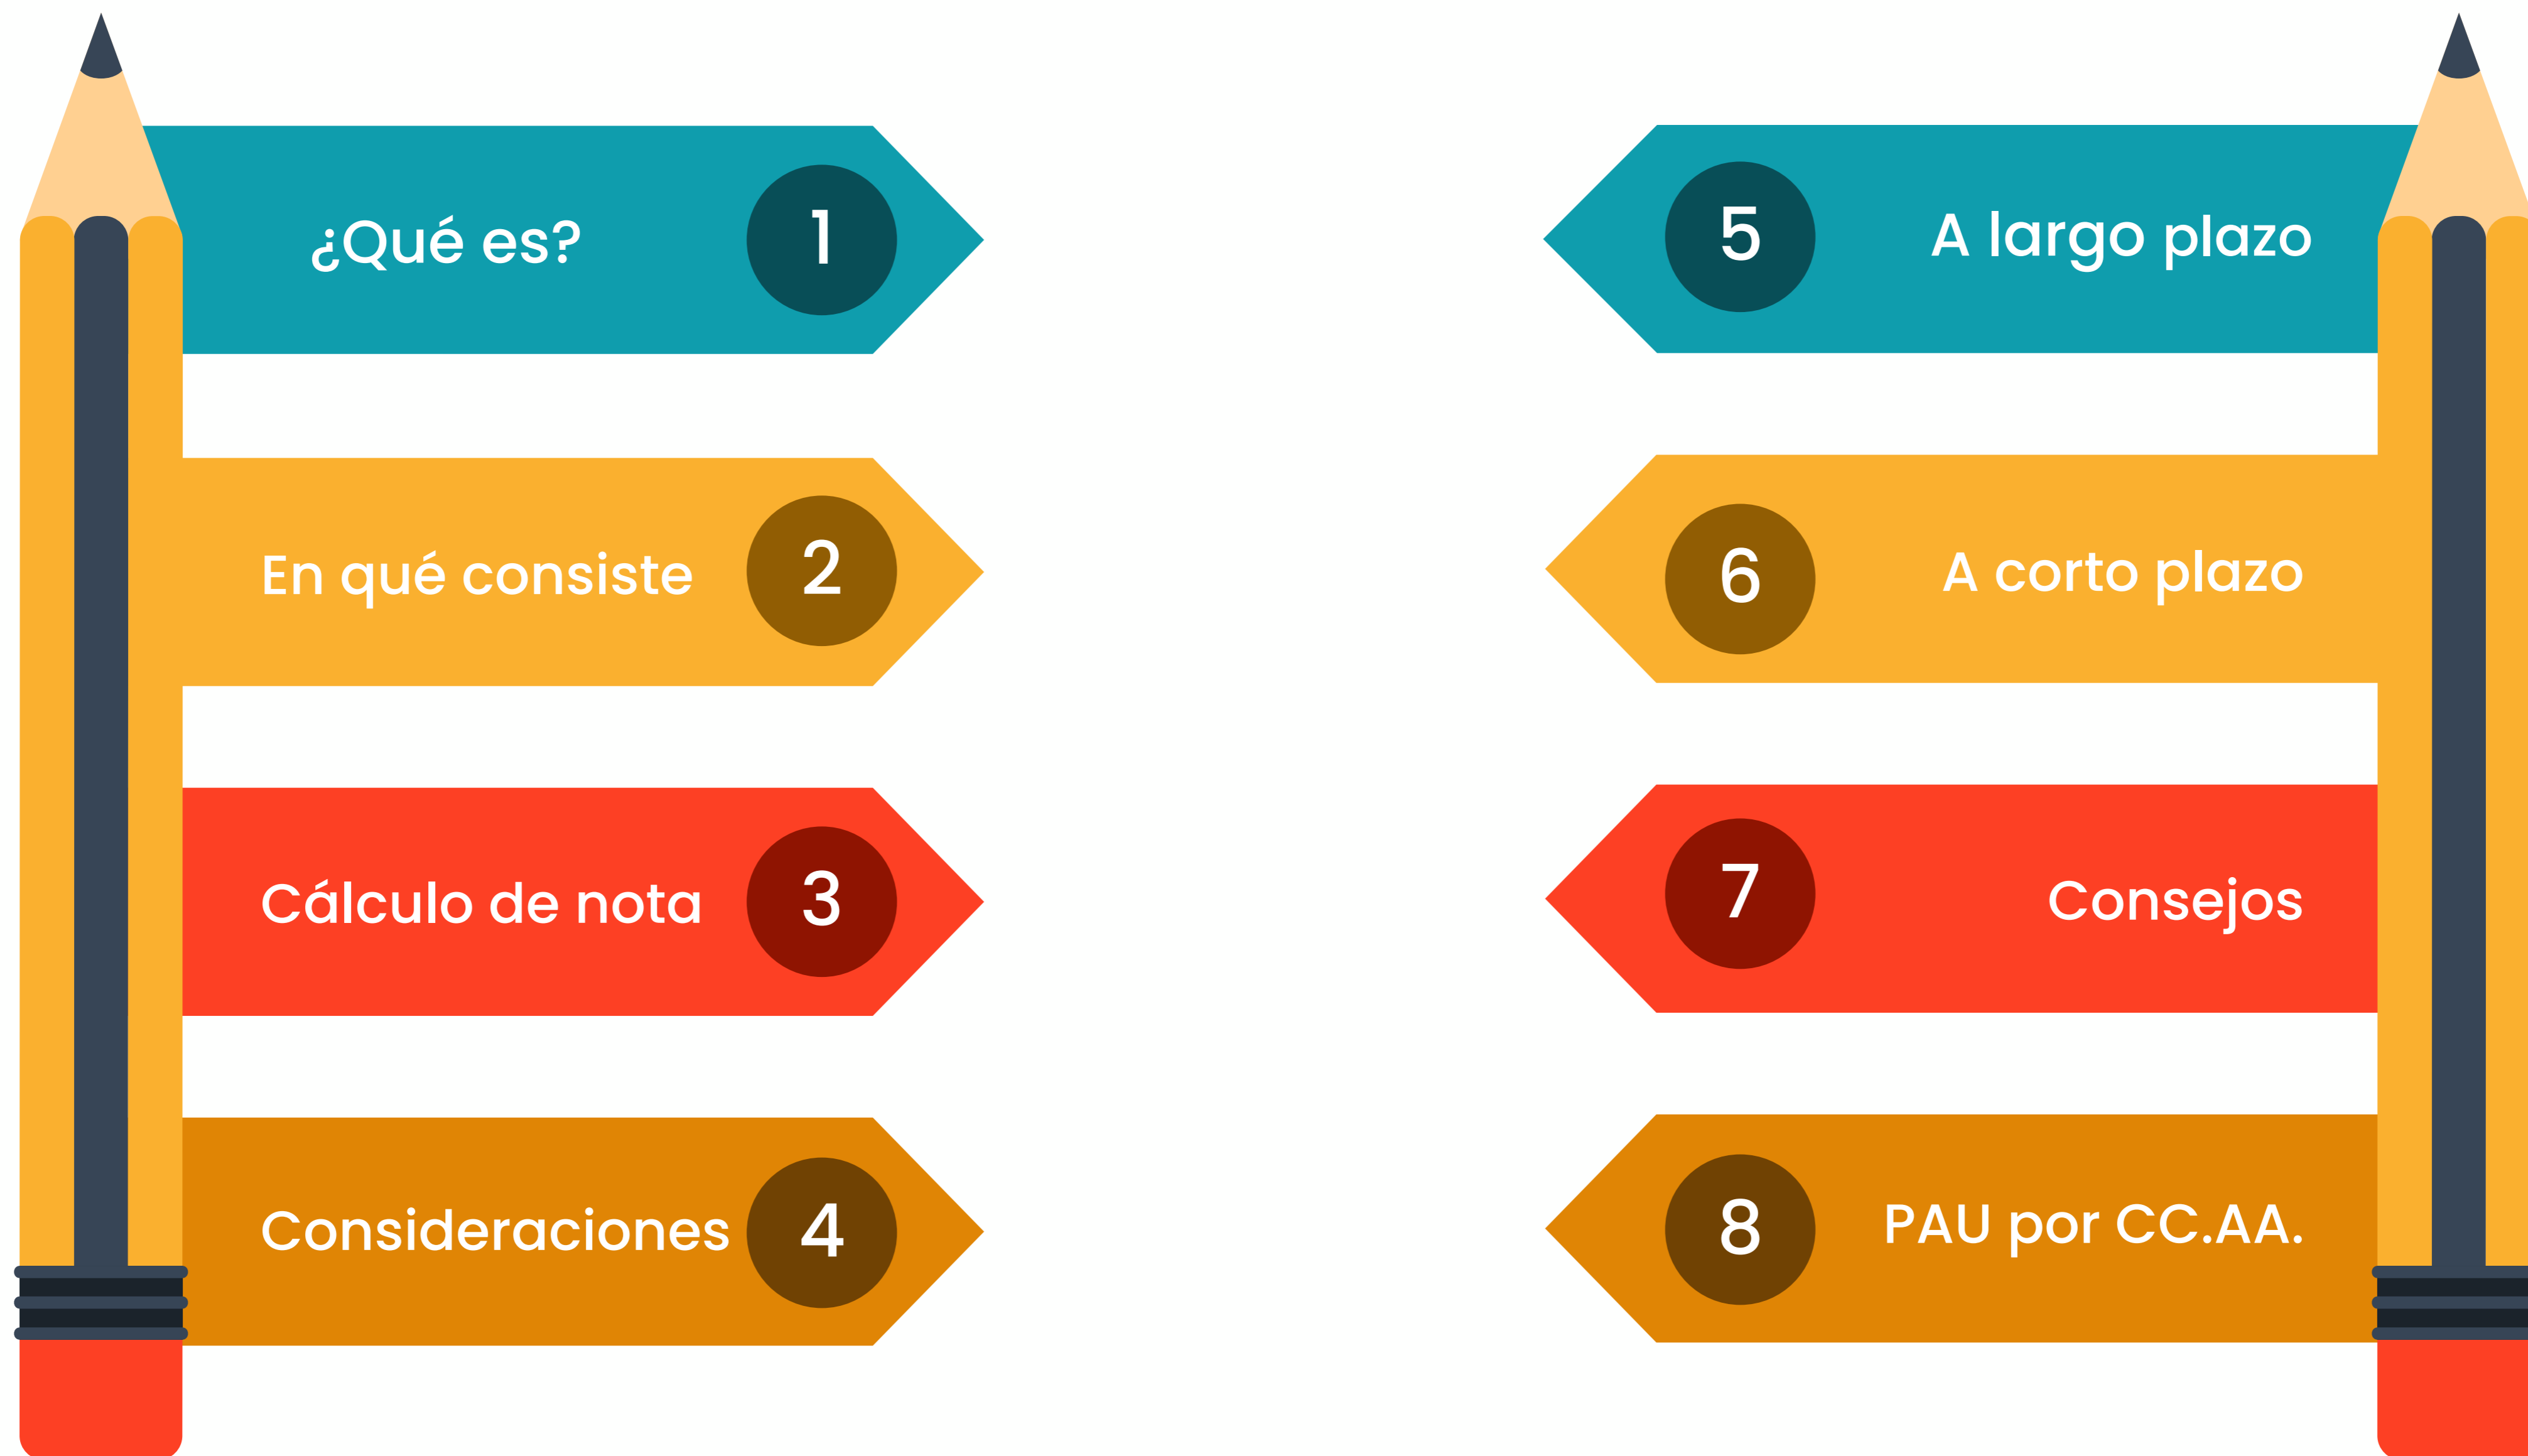 ¿Qué es? 1
En qué consiste 2
Cálculo de nota 3
Consideraciones 4
5 A largo plazo
6 A corto plazo
7 Consejos
8 PAU por CC.AA.